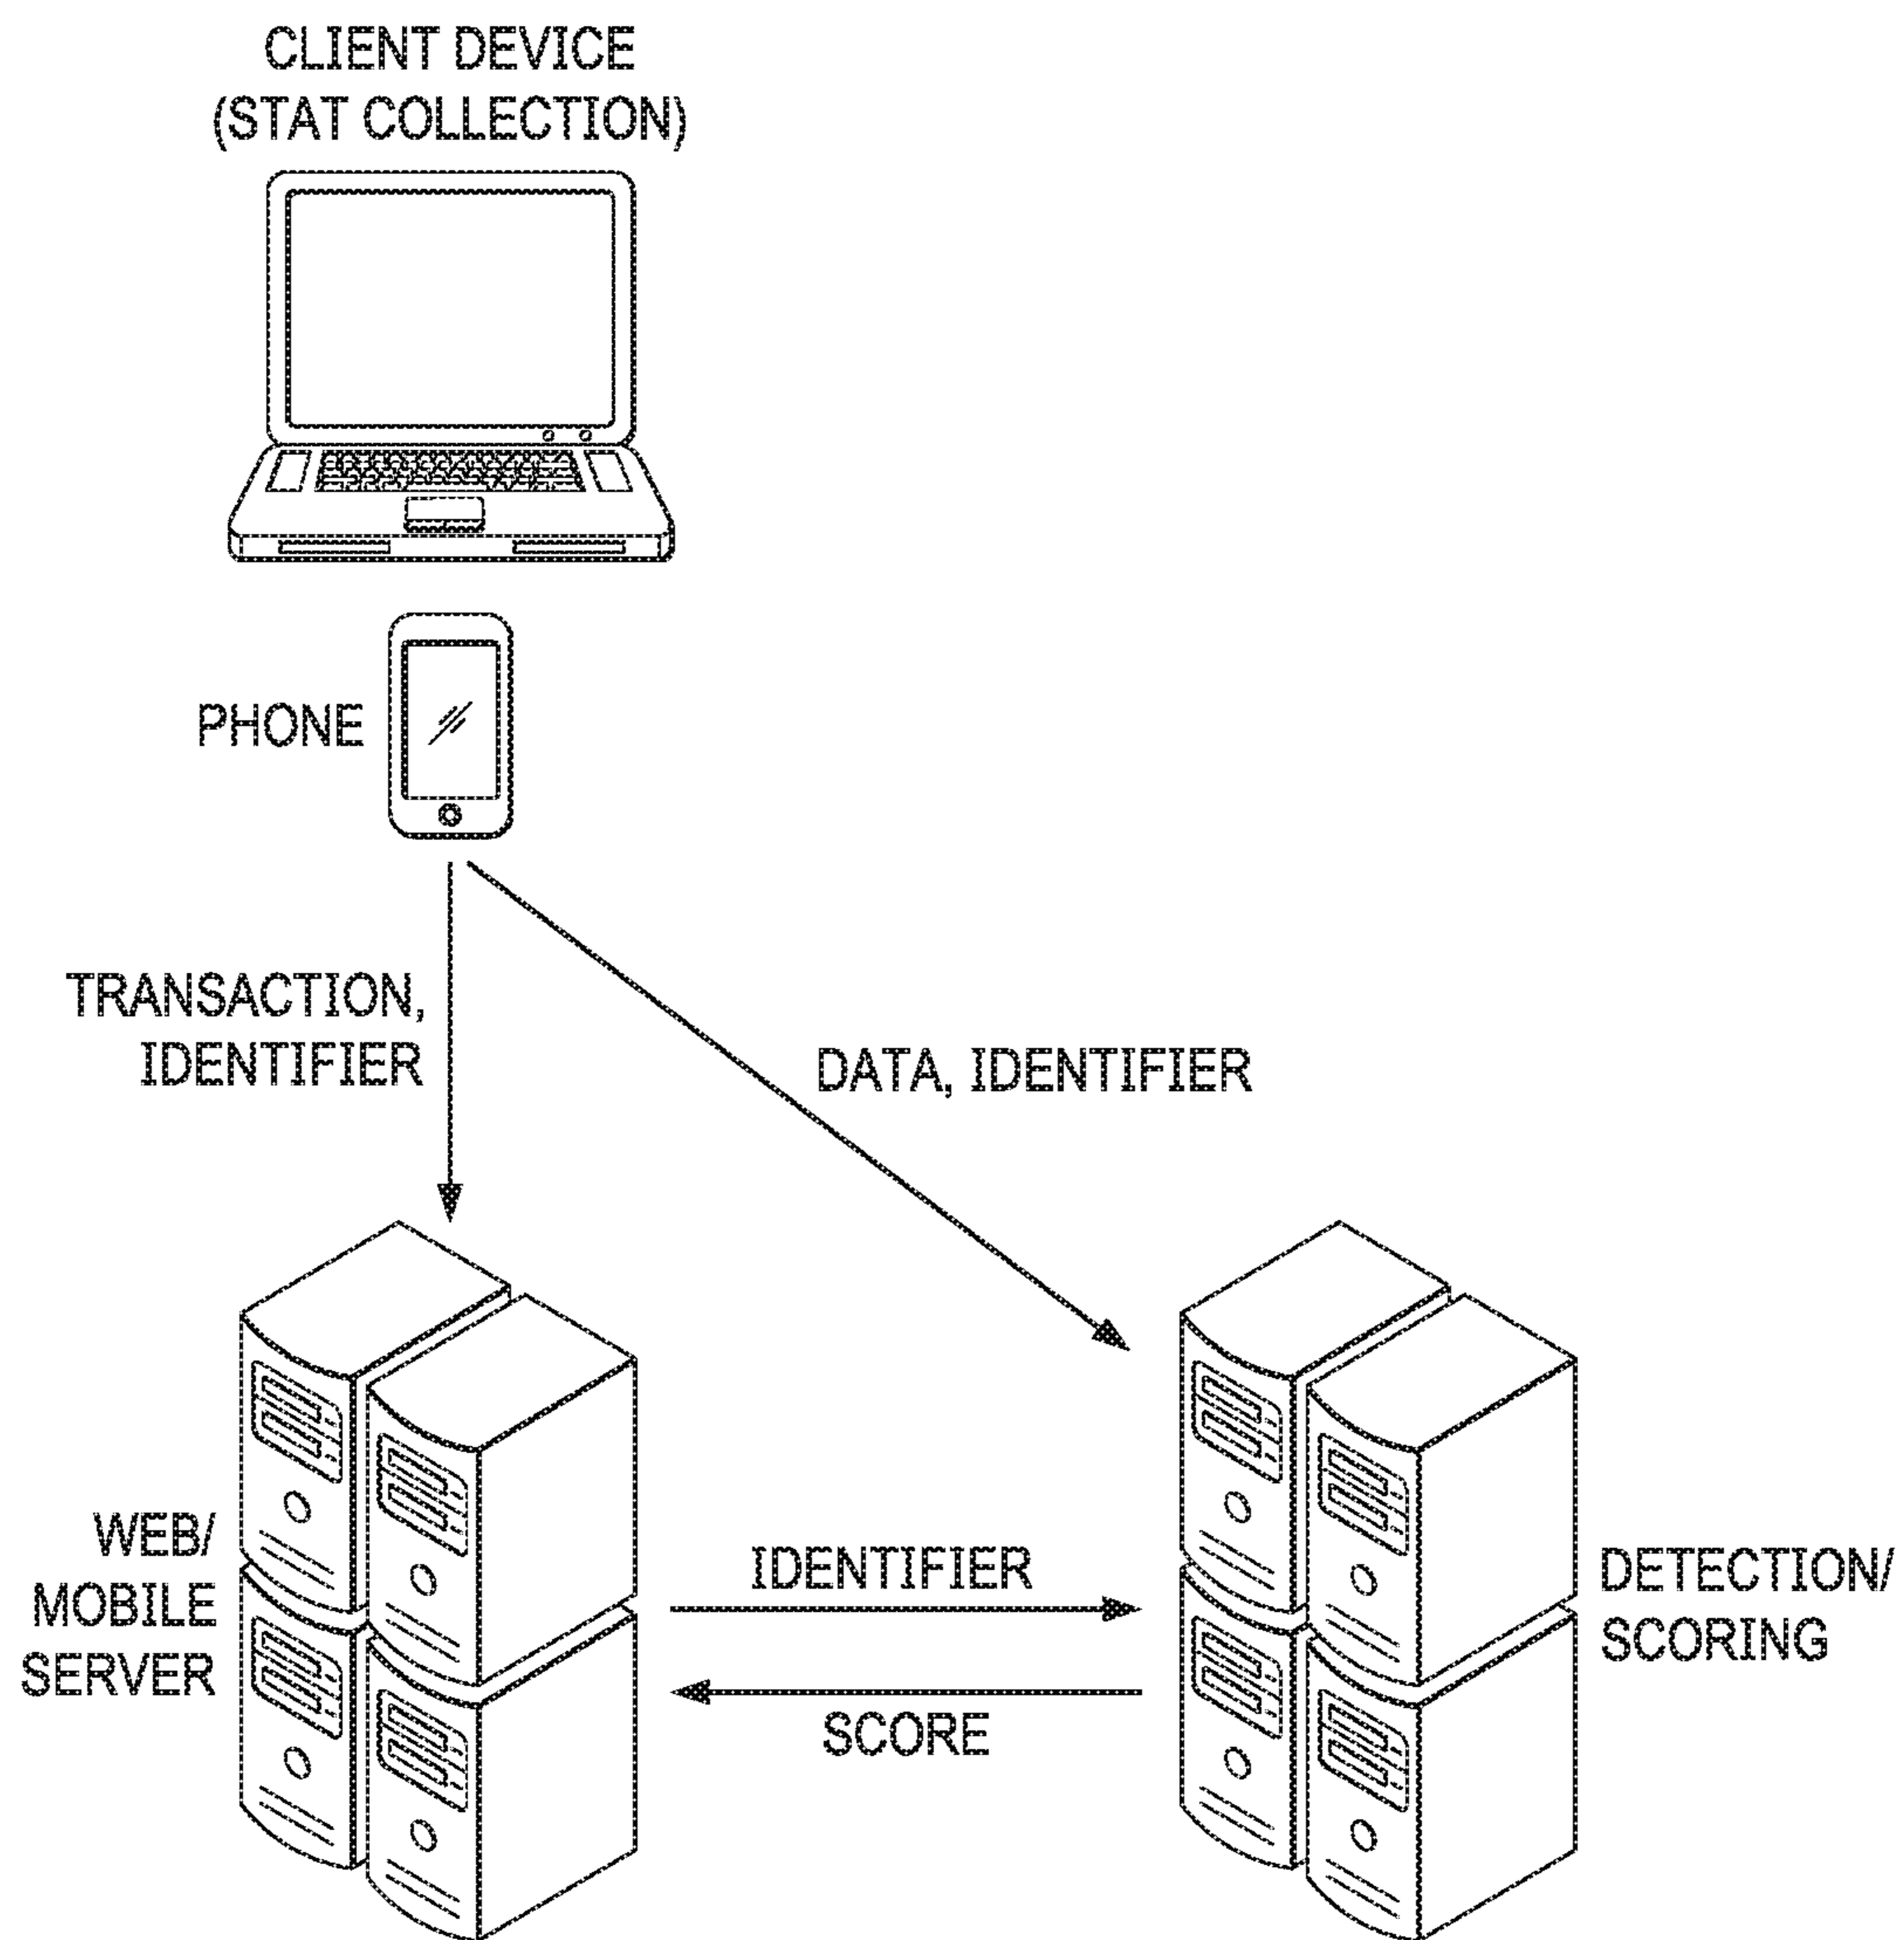 CLIENT DEVICE
(STAT COLLECTION)
PHONE
TRANSACTION,
IDENTIFIER
DATA, IDENTIFIER
WEB/
MOBILE
SERVER
IDENTIFIER
SCORE
DETECTION/
SCORING